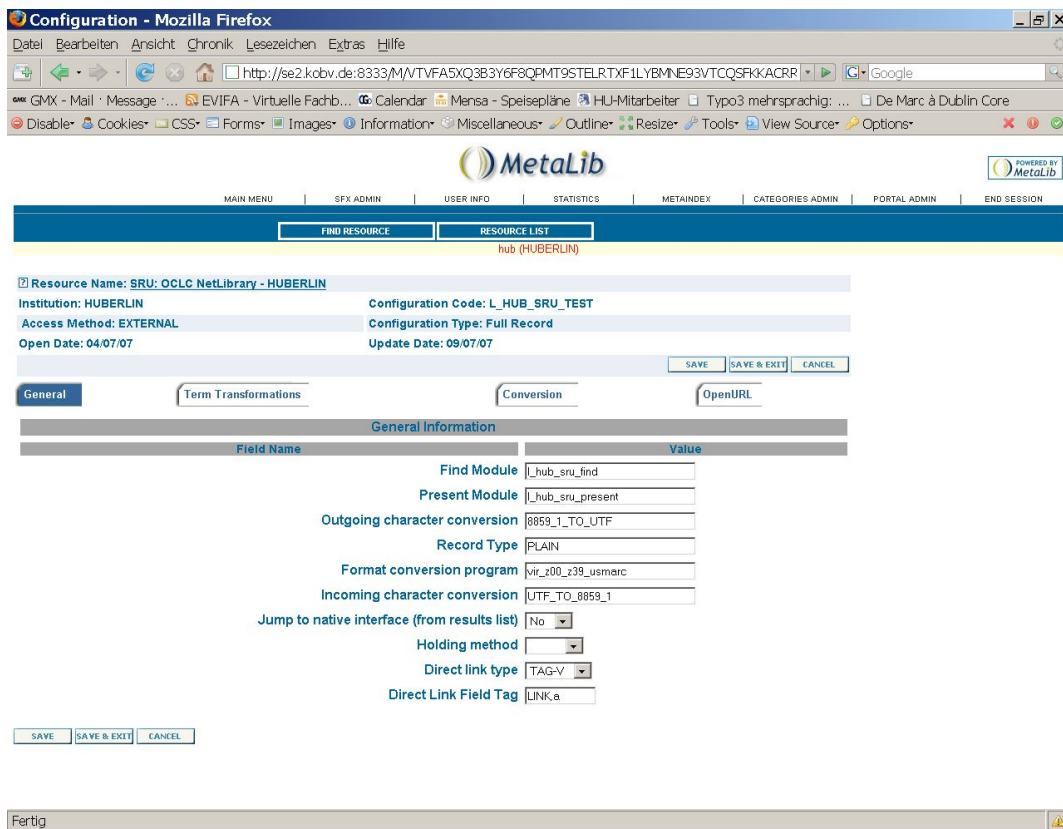 Configuration - Mozilla Firefox
Datei Bearbeiten Ansicht Chronik Lesezeichen Extras Hilfe
http://se2.kobv.de:8333/M/VTVFA5XQ3B3Y6F8QPMT9STELRTXF1LYBMNE93VTCQSFKKACRR
G Google
GMX GMX - Mail · Message ·... EVIFA - Virtuelle Fachb... CG Calendar Mensa - Speisepläne HU-Mitarbeiter Typo3 mehrsprachig: ... De Marc à Dublin Core
Disable Cookies CSS Forms Images Information Miscellaneous Outline Resize Tools View Source Options
MetaLib
POWERED BY MetaLib
MAIN MENU | SFX ADMIN | USER INFO | STATISTICS | METAINDEX | CATEGORIES ADMIN | PORTAL ADMIN | END SESSION
FIND RESOURCE RESOURCE LIST
hub (HUBERLIN)
? Resource Name: SRU: OCLC NetLibrary - HUBERLIN
Institution: HUBERLIN Configuration Code: L_HUB_SRU_TEST
Access Method: EXTERNAL Configuration Type: Full Record
Open Date: 04/07/07 Update Date: 09/07/07
SAVE SAVE & EXIT CANCEL
General Term Transformations Conversion OpenURL
General Information
Field Name Value
Find Module l_hub_sru_find
Present Module l_hub_sru_present
Outgoing character conversion 8859_1_TO_UTF
Record Type PLAIN
Format conversion program vir_z00_z39_usmarc
Incoming character conversion UTF_TO_8859_1
Jump to native interface (from results list) No
Holding method
Direct link type TAG-V
Direct Link Field Tag LINK,a
SAVE SAVE & EXIT CANCEL
Fertig